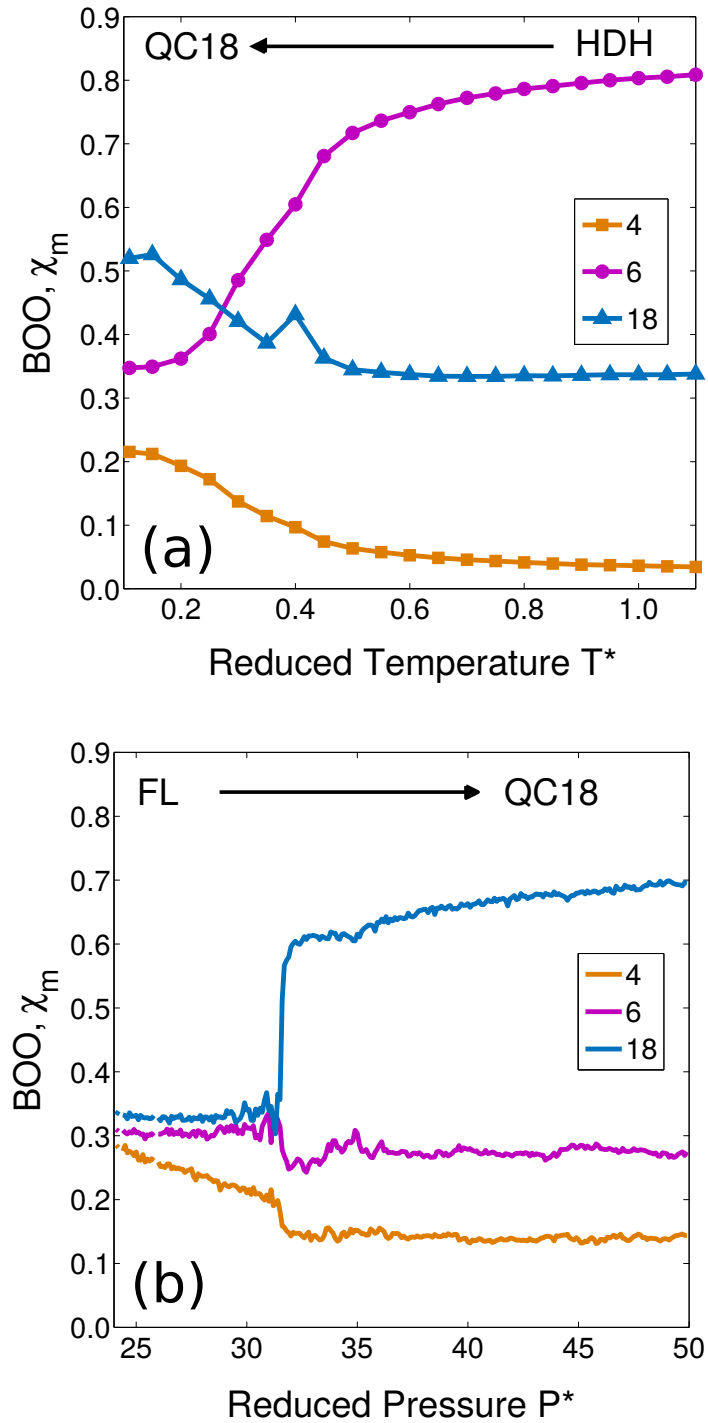 0.9
QC18 HDH
0.8
0.7
0.6
4
0.5
6
0.4
18
0.3
0.2
0.1
(a)
0.0
0.2 0.4 0.6 0.8 1.0
BOO, χm
Reduced Temperature T*
0.9
FL QC18
0.8
0.7
0.6
4
0.5
6
18
0.4
0.3
0.2
0.1
(b)
0.0
25 30 35 40 45 50
BOO, χm
Reduced Pressure P*